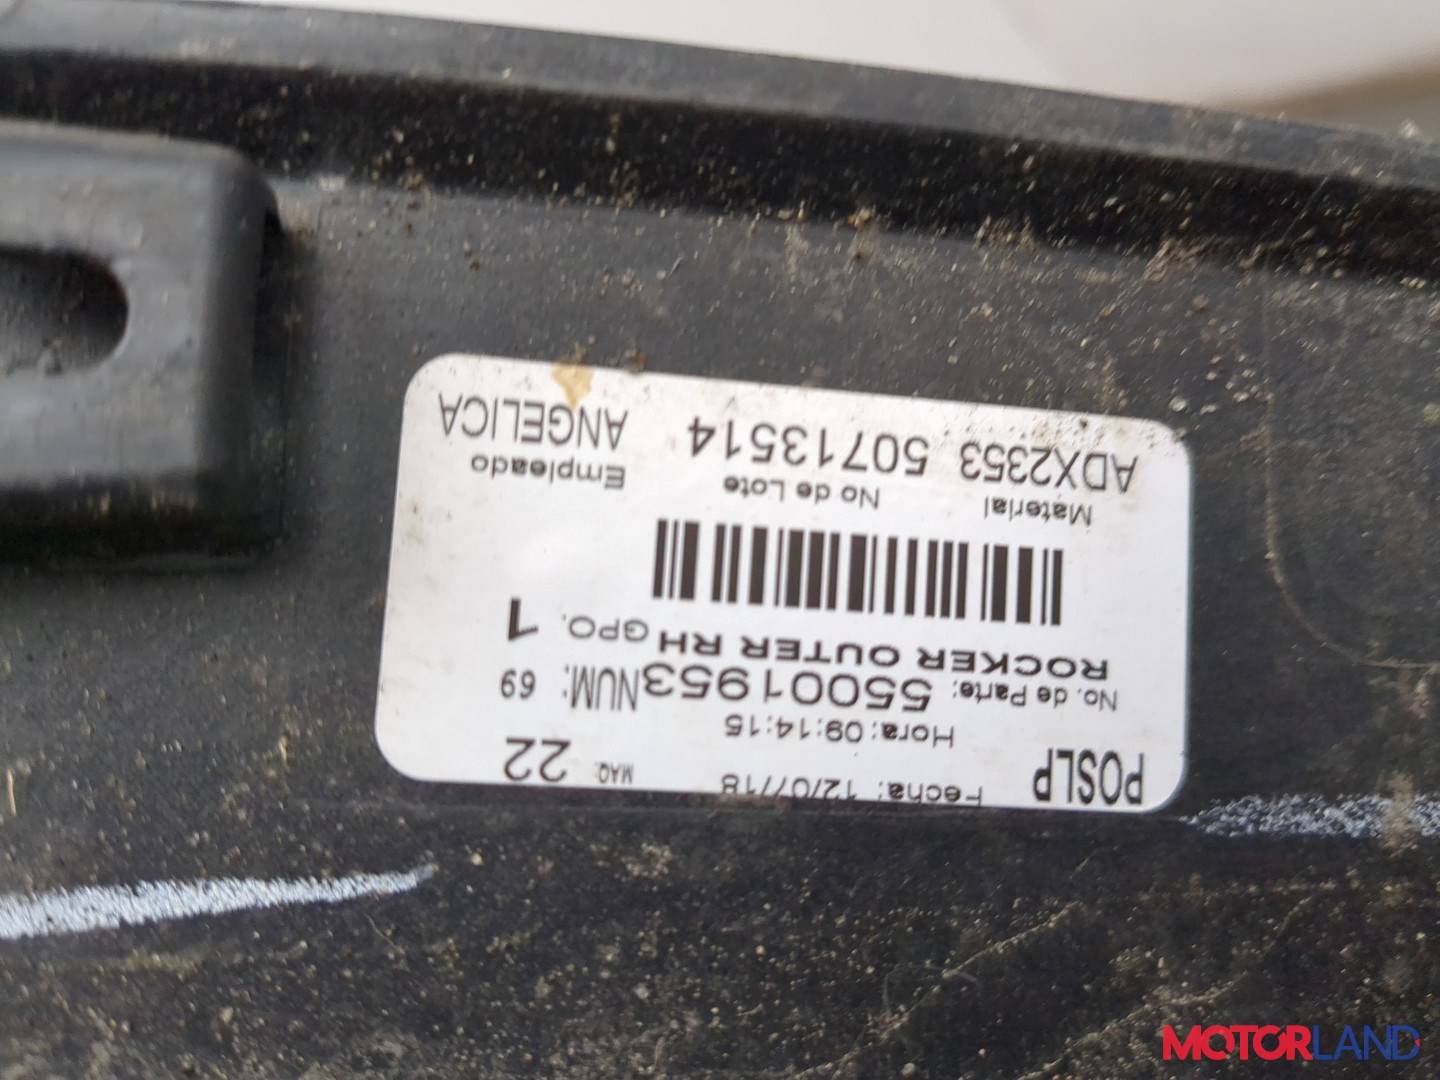 POSLP Fecha: 12/07/18 MAQ: 22
Hora: 09:14:15
No. de Parte: 55001953 NUM: 69
ROCKER OUTER RH GPO. 1
Material No de Lote Empleado
ADX2353 50713514 ANGELICA
MOTORLAND